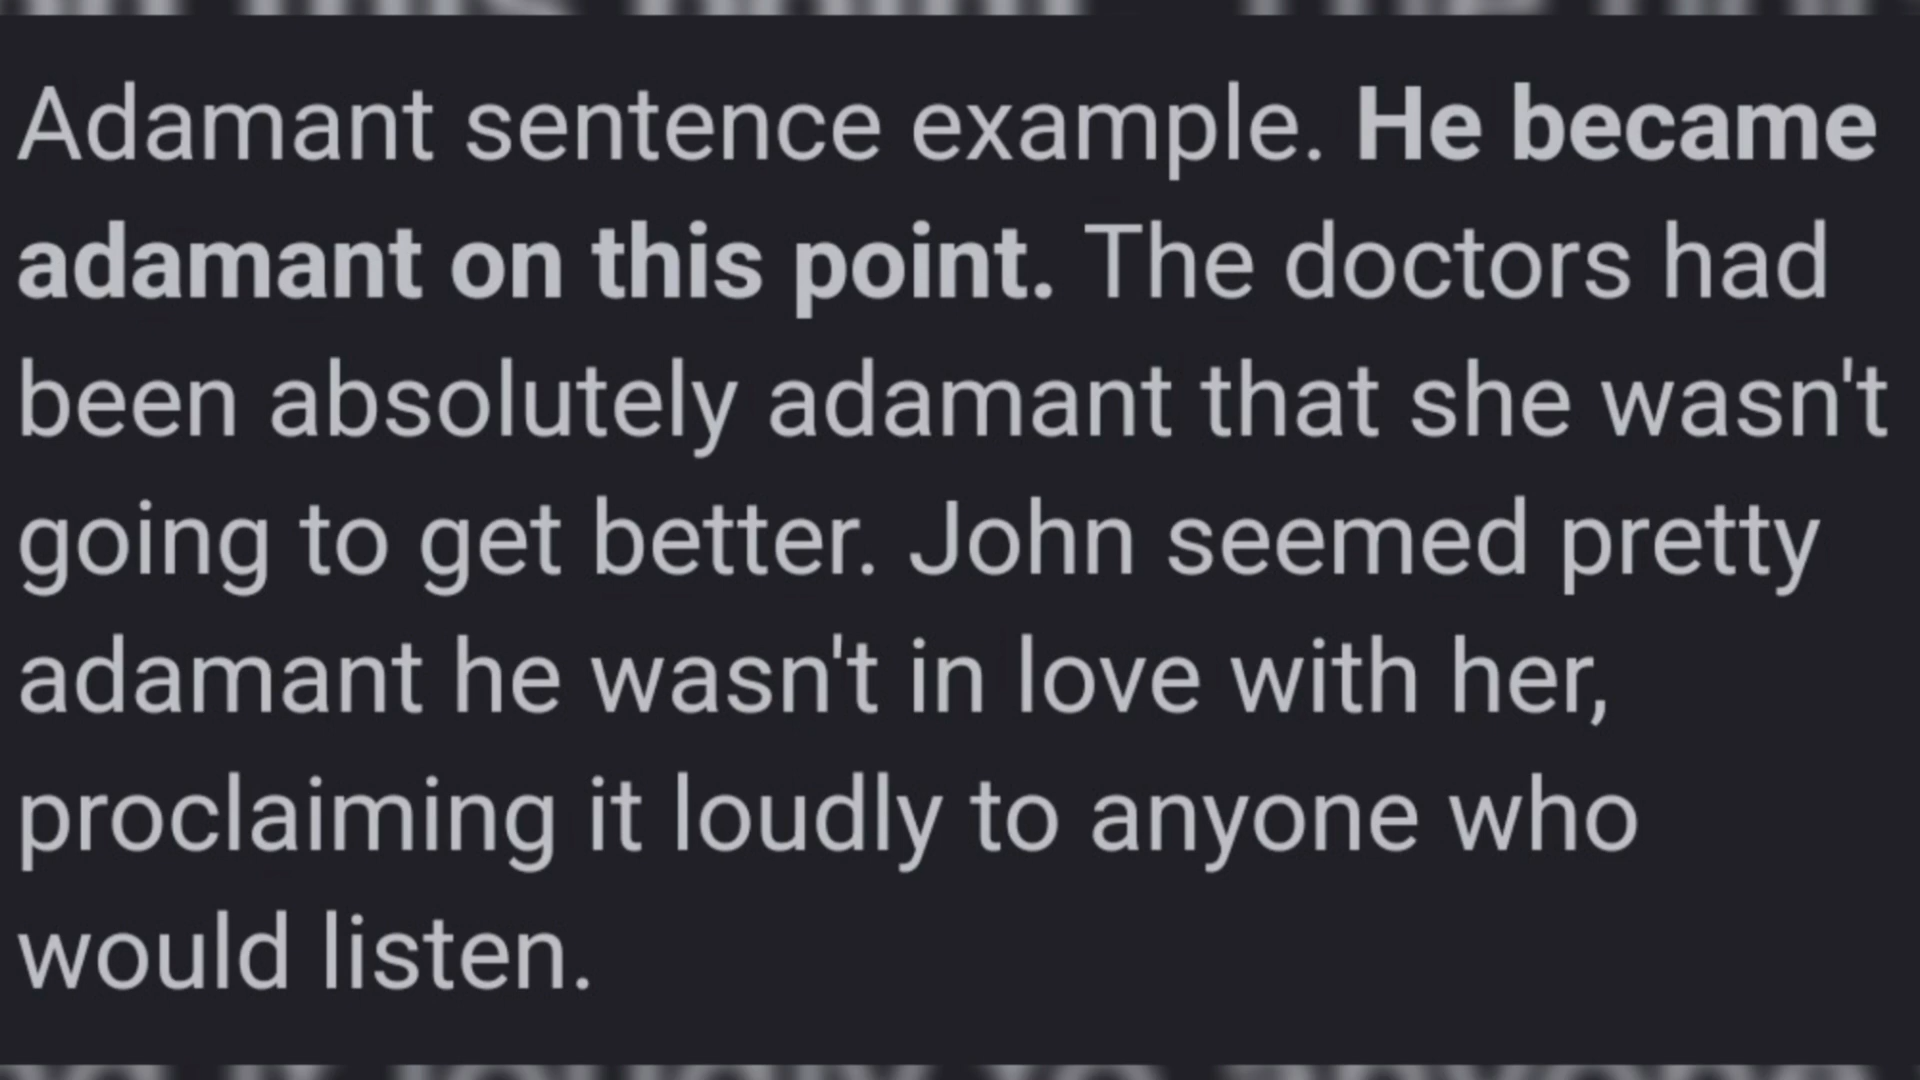 Adamant sentence example. He became
adamant on this point. The doctors had
been absolutely adamant that she wasn't
going to get better. John seemed pretty
adamant he wasn't in love with her,
proclaiming it loudly to anyone who
would listen.